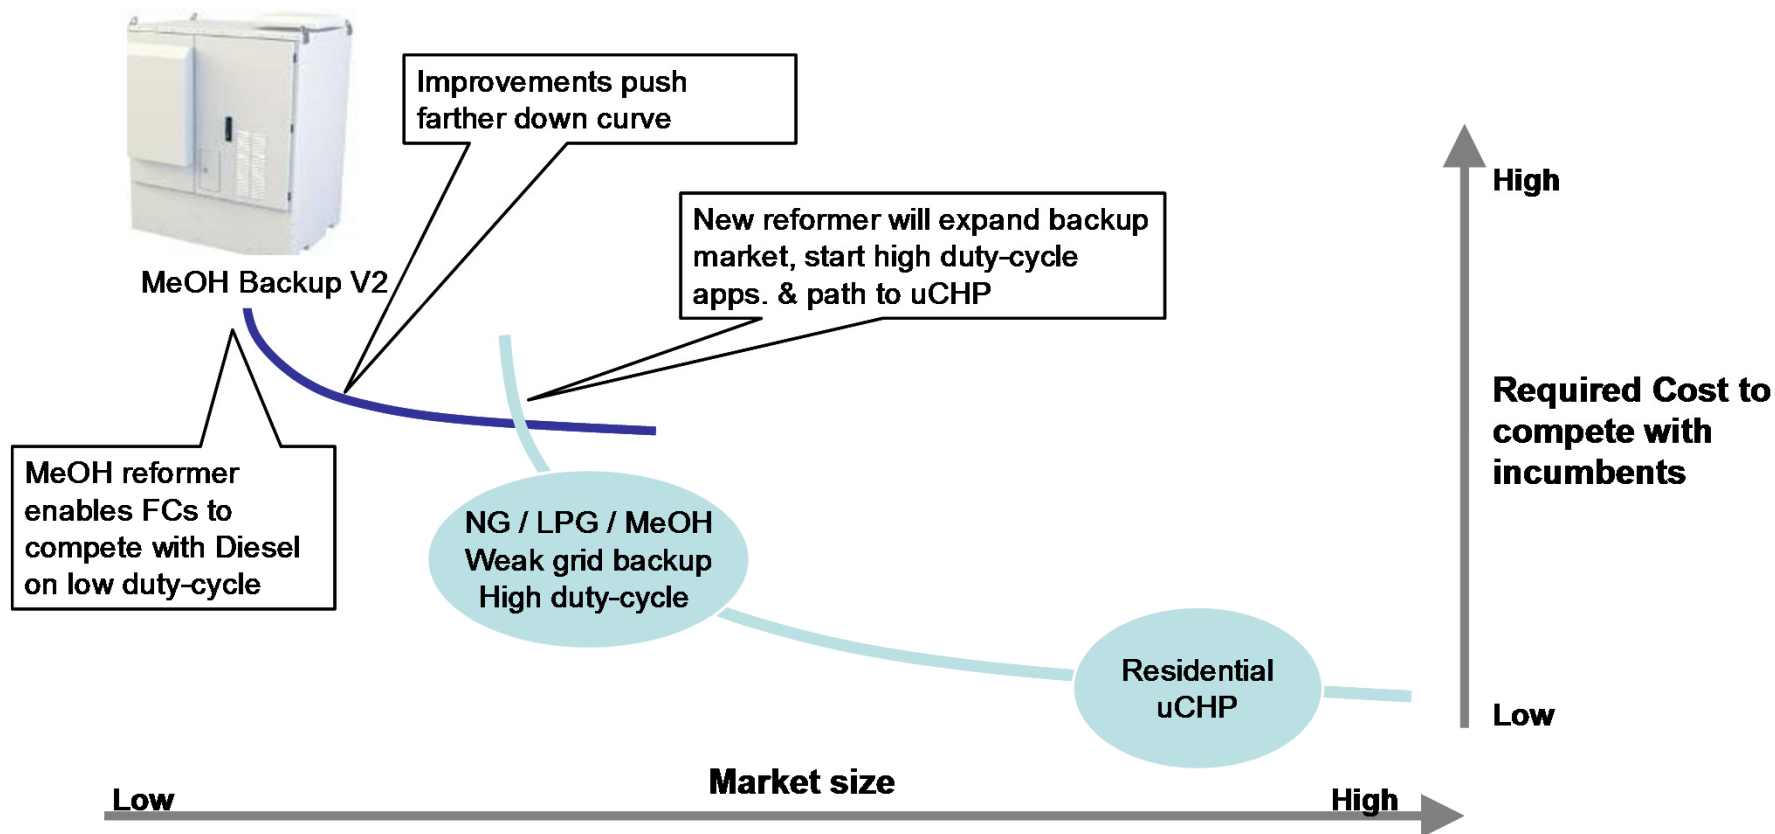 Improvements push
farther down curve
High
New reformer will expand backup
market, start high duty-cycle
apps. & path to uCHP
MeOH Backup V2
Required Cost to
compete with
incumbents
MeOH reformer
enables FCs to
compete with Diesel
on low duty-cycle
NG / LPG / MeOH
Weak grid backup
High duty-cycle
Residential
uCHP
Low
Market size
Low
High